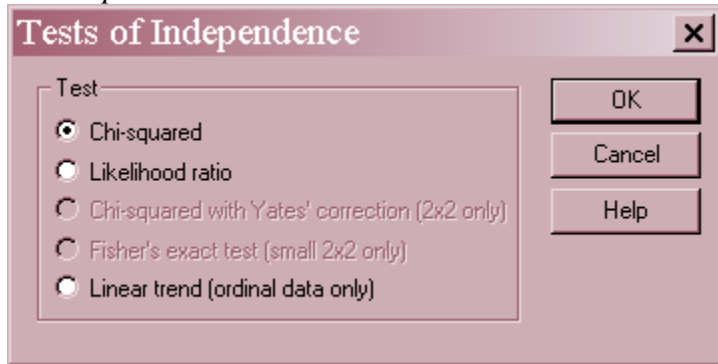 Tests of Independence
Test
Chi-squared
Likelihood ratio
Chi-squared with Yates' correction (2x2 only)
Fisher's exact test (small 2x2 only)
Linear trend (ordinal data only)
OK
Cancel
Help